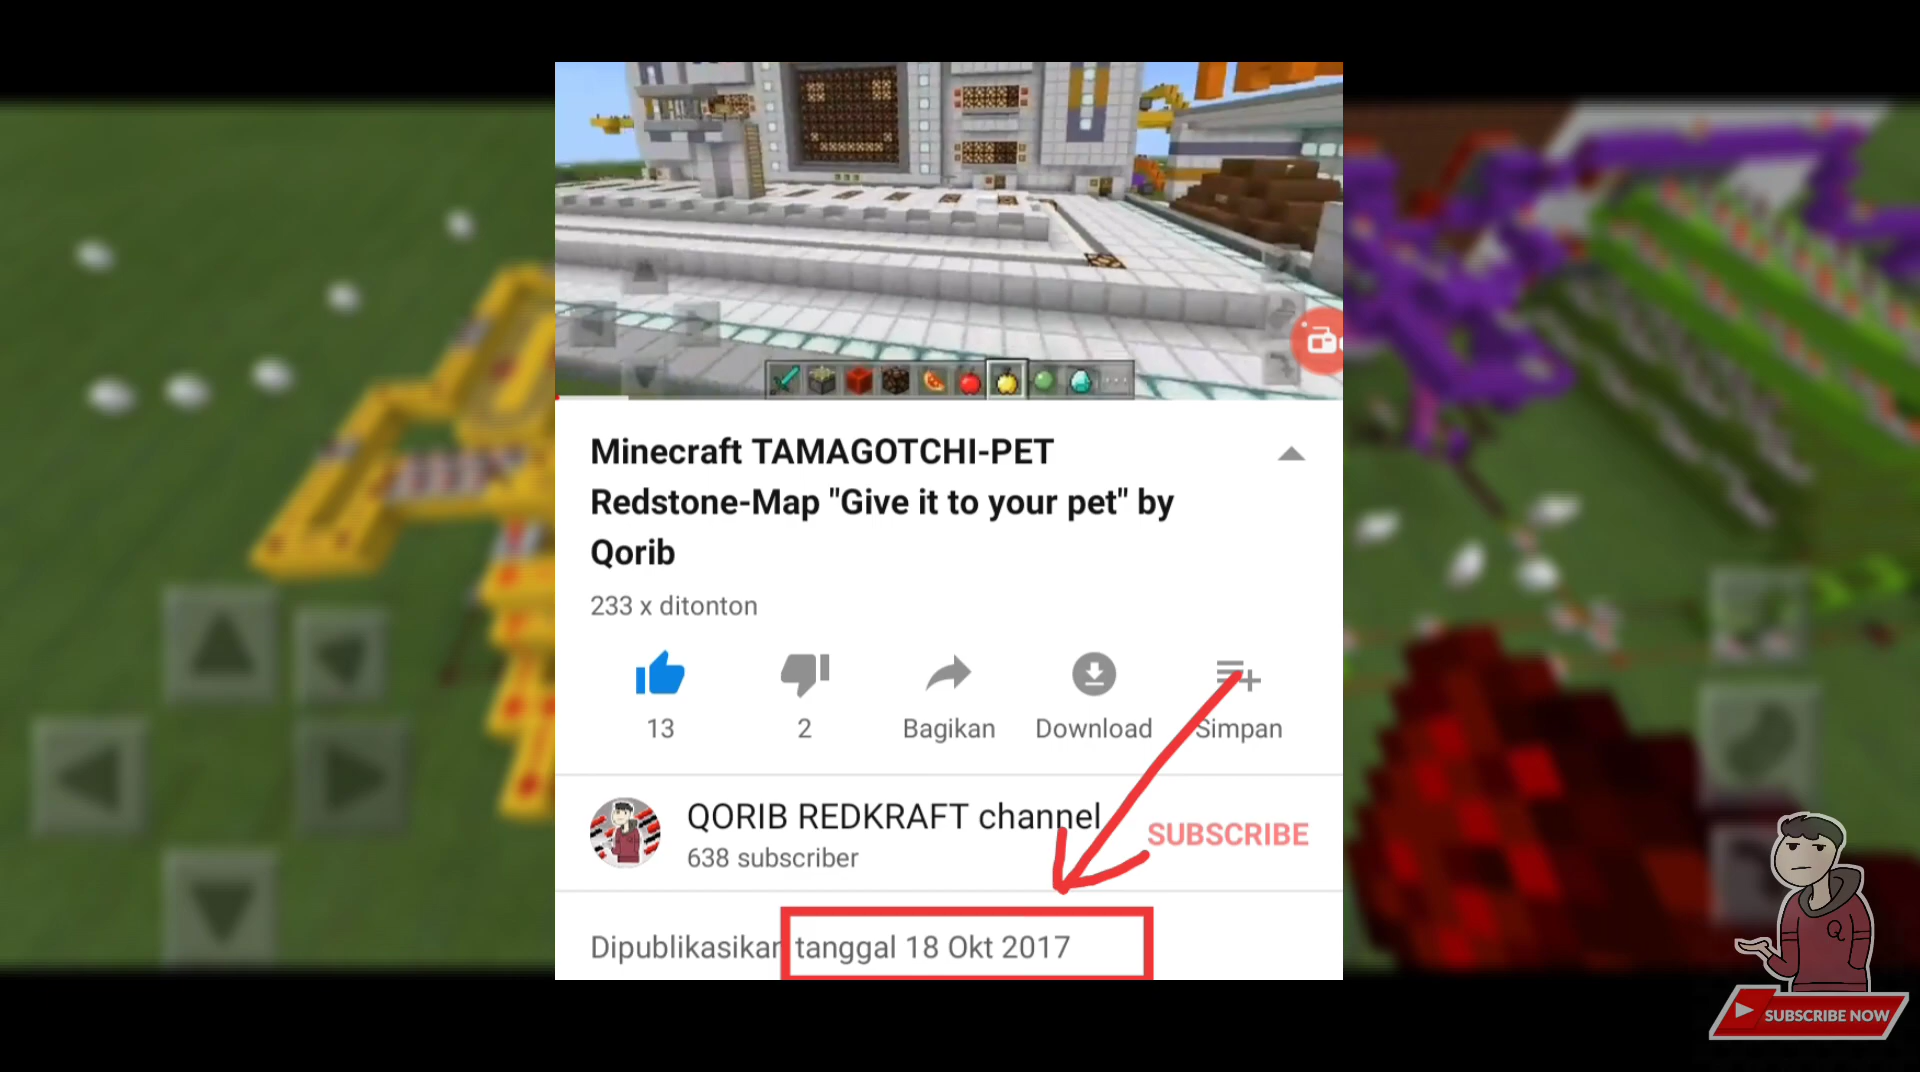 Minecraft TAMAGOTCHI-PET
Redstone-Map "Give it to your pet" by
Qorib
233 x ditonton
13
2
Bagikan
Download
Simpan
QORIB REDKRAFT channel
638 subscriber
SUBSCRIBE
Dipublikasikan tanggal 18 Okt 2017
Q
SUBSCRIBE NOW